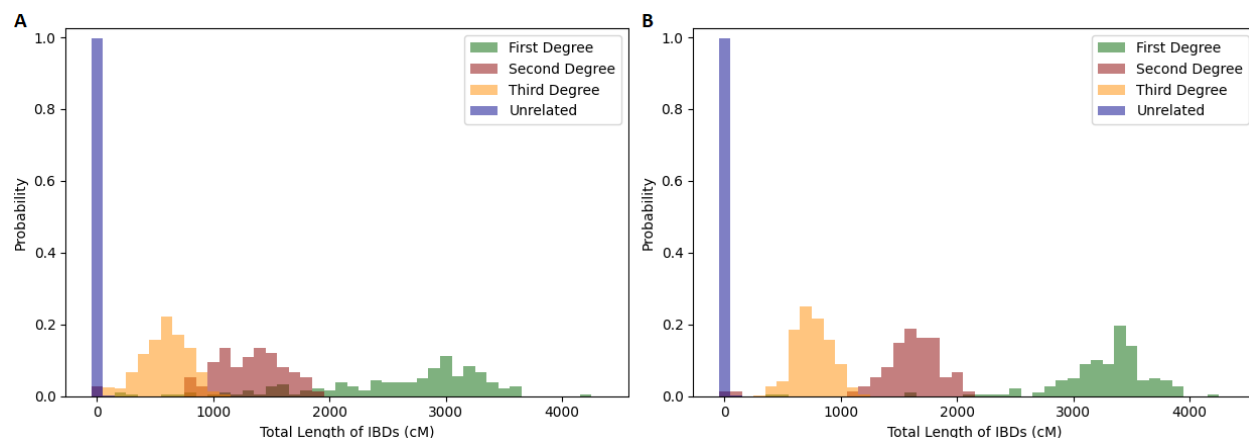 A
1.0
0.8
0.6
0.4
0.2
0.0
Probability
First Degree
Second Degree
Third Degree
Unrelated
0
1000
2000
3000
4000
Total Length of IBDs (cM)
B
1.0
0.8
0.6
0.4
0.2
0.0
Probability
First Degree
Second Degree
Third Degree
Unrelated
0
1000
2000
3000
4000
Total Length of IBDs (cM)